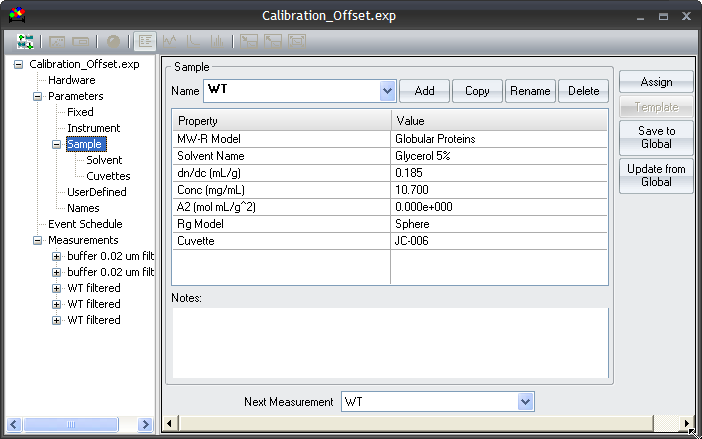 Calibration_Offset.exp
Calibration_Offset.exp
Hardware
Parameters
Fixed
Instrument
Sample
Solvent
Cuvettes
UserDefined
Names
Event Schedule
Measurements
buffer 0.02 um filt
buffer 0.02 um filt
WT filtered
WT filtered
WT filtered
Sample
Name WT Add Copy Rename Delete
Property Value
MW-R Model Globular Proteins
Solvent Name Glycerol 5%
dn/dc (mL/g) 0.185
Conc (mg/mL) 10.700
A2 (mol mL/g^2) 0.000e+000
Rg Model Sphere
Cuvette JC-006
Notes:
Next Measurement WT
Assign
Template
Save to
Global
Update from
Global